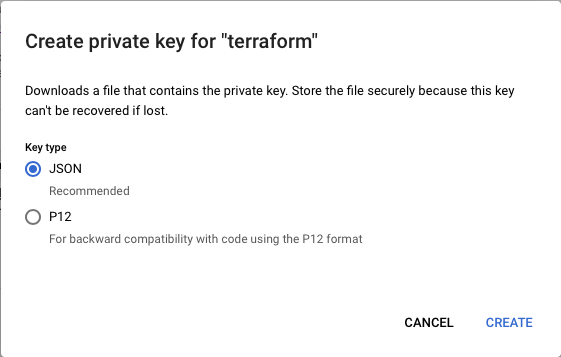 Create private key for "terraform"
Downloads a file that contains the private key. Store the file securely because this key
can't be recovered if lost.
Key type
JSON
Recommended
P12
For backward compatibility with code using the P12 format
CANCEL CREATE